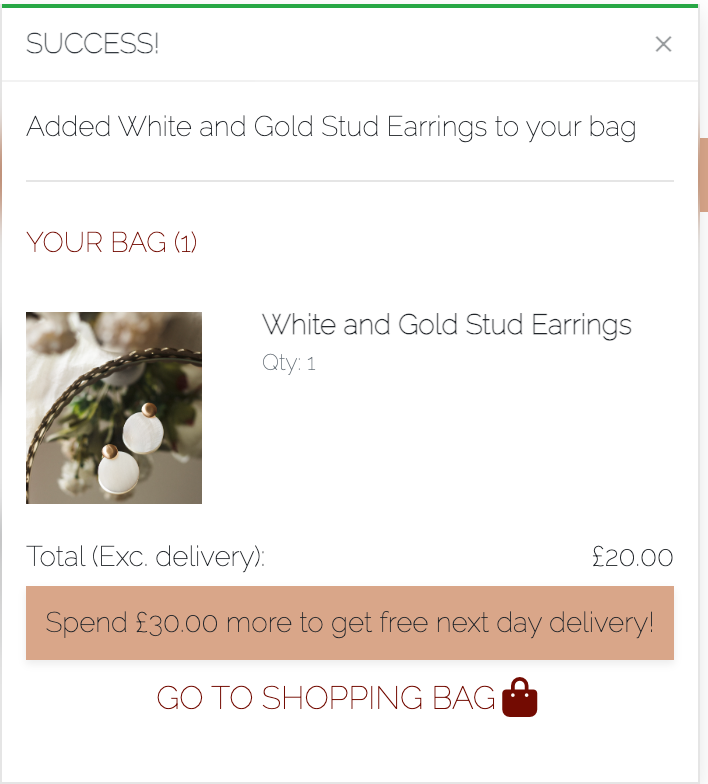 SUCCESS!
×
Added White and Gold Stud Earrings to your bag
YOUR BAG (1)
White and Gold Stud Earrings
Qty: 1
Total (Exc. delivery): £20.00
Spend £30.00 more to get free next day delivery!
GO TO SHOPPING BAG